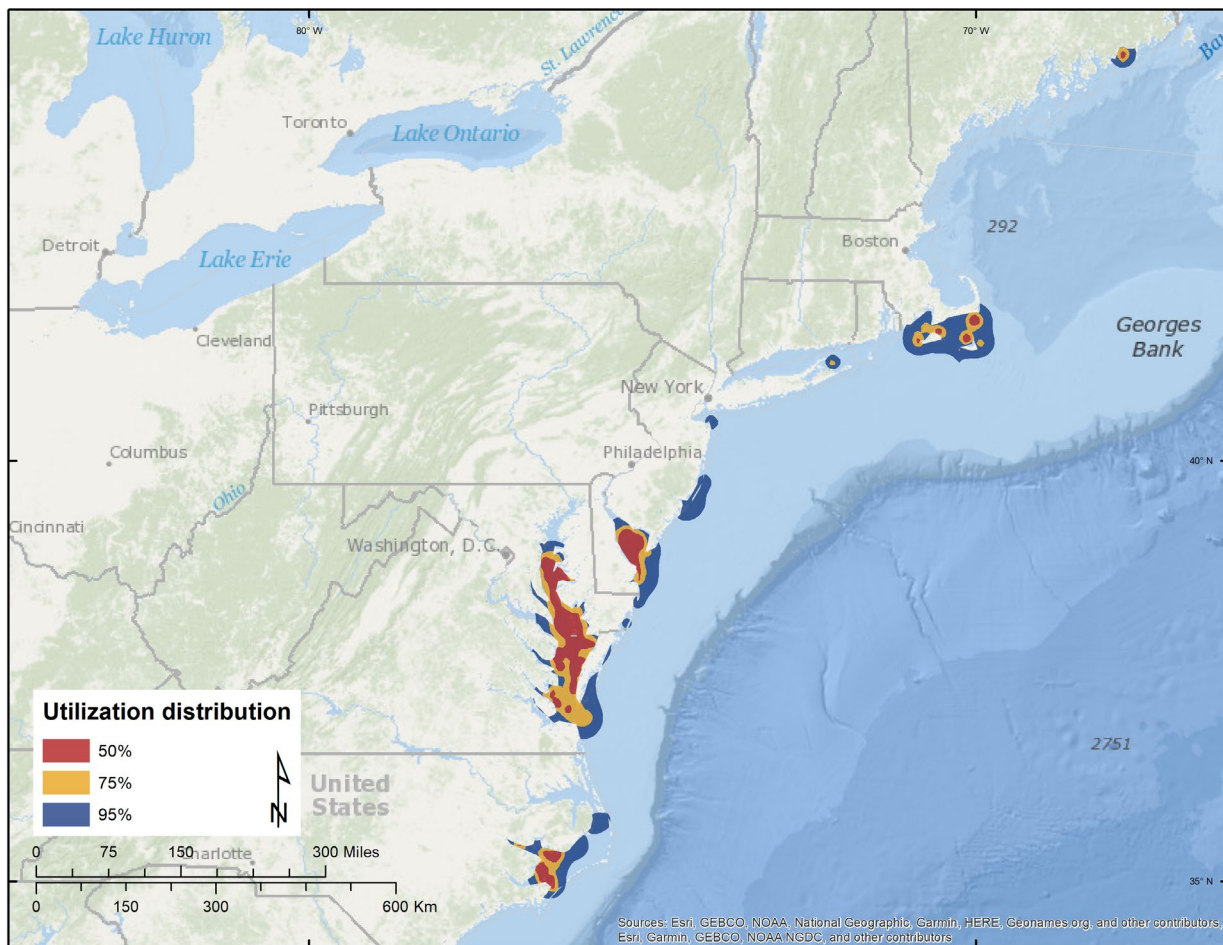 Lake Huron
80° W
70° W
St. Lawrence
Toronto
Lake Ontario
Detroit
Lake Erie
Boston
292
Cleveland
Georges
Bank
New York
Pittsburgh
Columbus
Philadelphia
40° N
Ohio
Cincinnati
Washington, D.C.
Utilization distribution
50%
75%
95%
N
United
States
2751
Charlotte
0 75 150 300 Miles
0 150 300 600 Km
35° N
Sources: Esri, GEBCO, NOAA, National Geographic, Garmin, HERE, Geonames.org, and other contributors
Esri, Garmin, GEBCO, NOAA NGDC, and other contributors